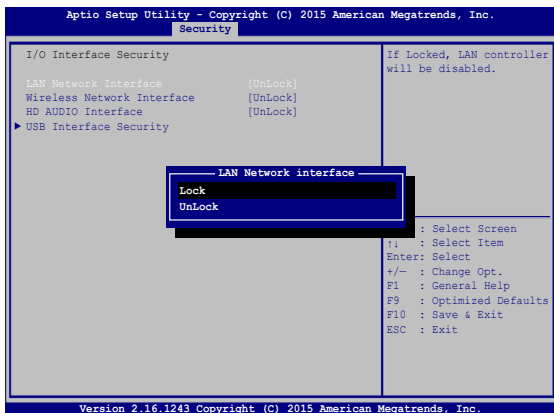 Aptio Setup Utility - Copyright (C) 2015 American Megatrends, Inc.
Security
I/O Interface Security
LAN Network Interface [UnLock]
Wireless Network Interface [UnLock]
HD AUDIO Interface [UnLock]
USB Interface Security
If Locked, LAN controller
will be disabled.
LAN Network interface
Lock
UnLock
: Select Screen
↑↓ : Select Item
Enter: Select
+/— : Change Opt.
F1 : General Help
F9 : Optimized Defaults
F10 : Save & Exit
ESC : Exit
Version 2.16.1243 Copyright (C) 2015 American Megatrends, Inc.